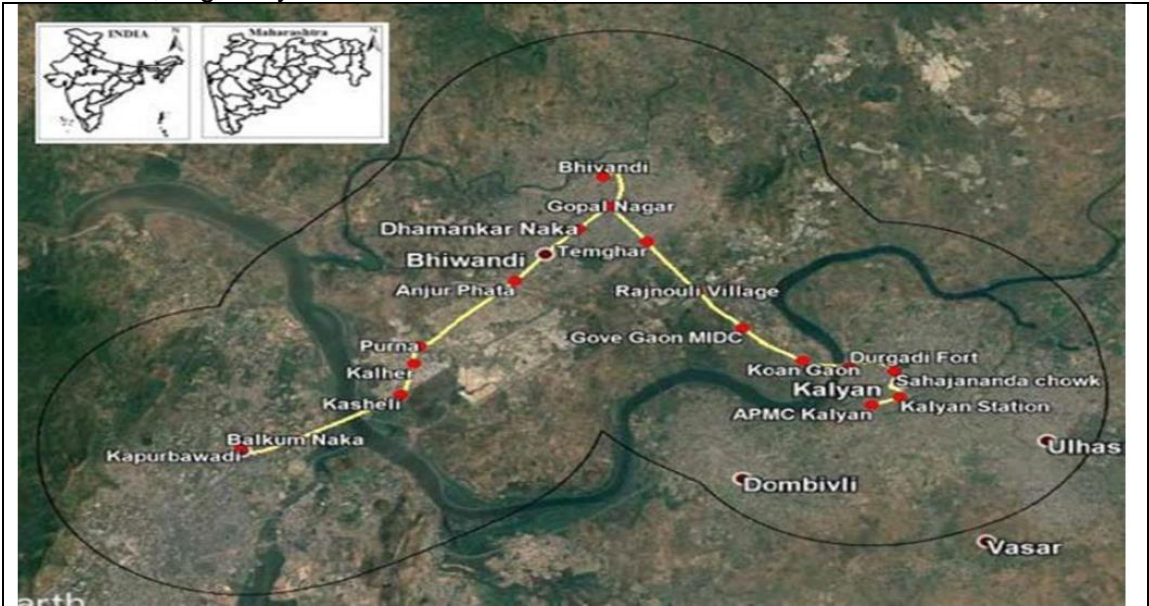 INDIA
N
Maharashtra
N
Bhivandi
Gopal Nagar
Dhamankar Naka
Temghar
Bhiwandi
Anjur Phata
Rajnouli Village
Gove Gaon MIDC
Purna
Kalher
Koan Gaon
Durgadi Fort
Kalyan
Sahajananda chowk
Kasheli
APMC Kalyan
Kalyan Station
Balkum Naka
Kapurbawadi
Ulhas
Dombivli
Vasar
arth